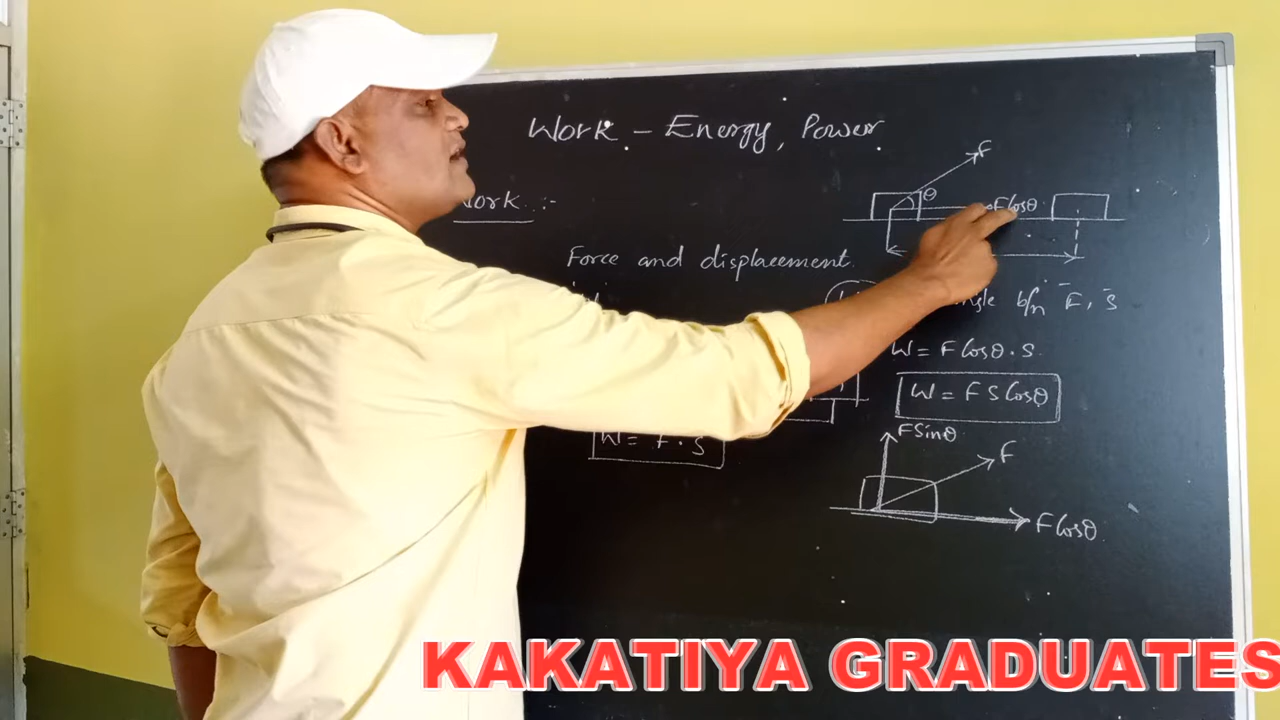 Work - Energy, Power
Work :-
Force and displacement.
W = F . S
F
θ
F Cosθ
angle b/n F̄, S̄
W = F Cosθ . S
W = F S Cosθ
F Sinθ
F
F Cosθ
KAKATIYA GRADUATES